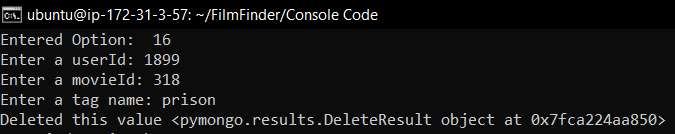 ubuntu@ip-172-31-3-57: ~/FilmFinder/Console Code
Entered Option:  16
Enter a userId: 1899
Enter a movieId: 318
Enter a tag name: prison
Deleted this value <pymongo.results.DeleteResult object at 0x7fca224aa850>